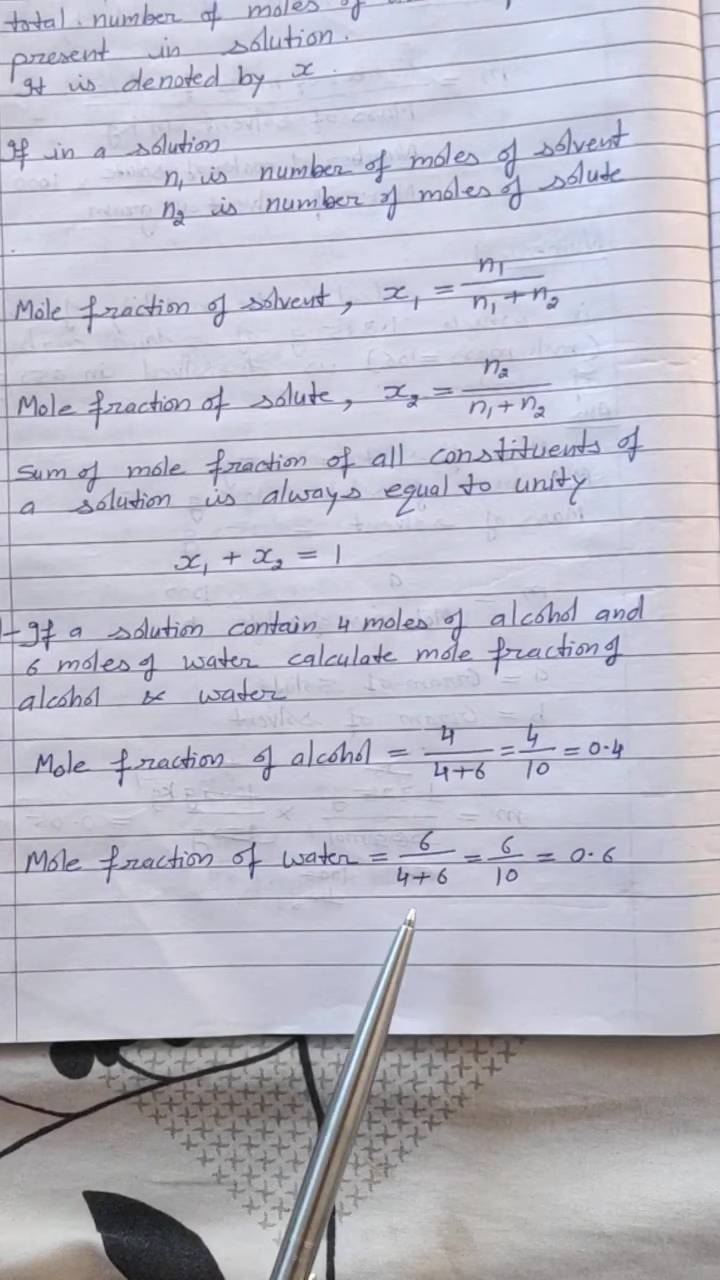 total number of moles of
present in solution.
It is denoted by x.
If in a solution
n₁ is number of moles of solvent
n₂ is number of moles of solute
Mole fraction of solvent, x₁ = n₁ / n₁ + n₂
Mole fraction of solute, x₂ = n₂ / n₁ + n₂
Sum of mole fraction of all constituents of
a solution is always equal to unity
x₁ + x₂ = 1
- If a solution contain 4 moles of alcohol and
6 moles of water calculate mole fraction of
alcohol & water
Mole fraction of alcohol = 4 / 4+6 = 4 / 10 = 0.4
Mole fraction of water = 6 / 4+6 = 6 / 10 = 0.6